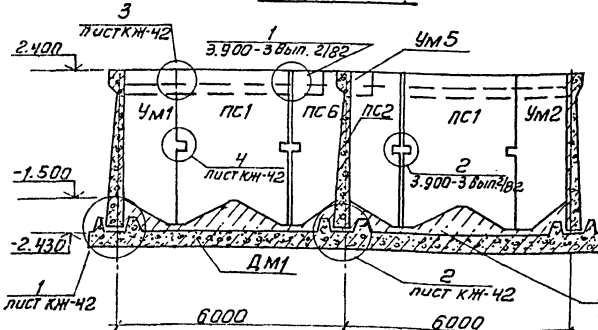 3
лист КЖ-42
1
3.900-3 вып. 2/82
УМ5
2.400
УМ1
ПС1
ПС6
ПС2
ПС1
УМ2
4
лист КЖ-42
2
3.900-3 вып. 2/82
-1.500
-2.430
ДМ1
1
лист КЖ-42
2
лист КЖ-42
6000
6000